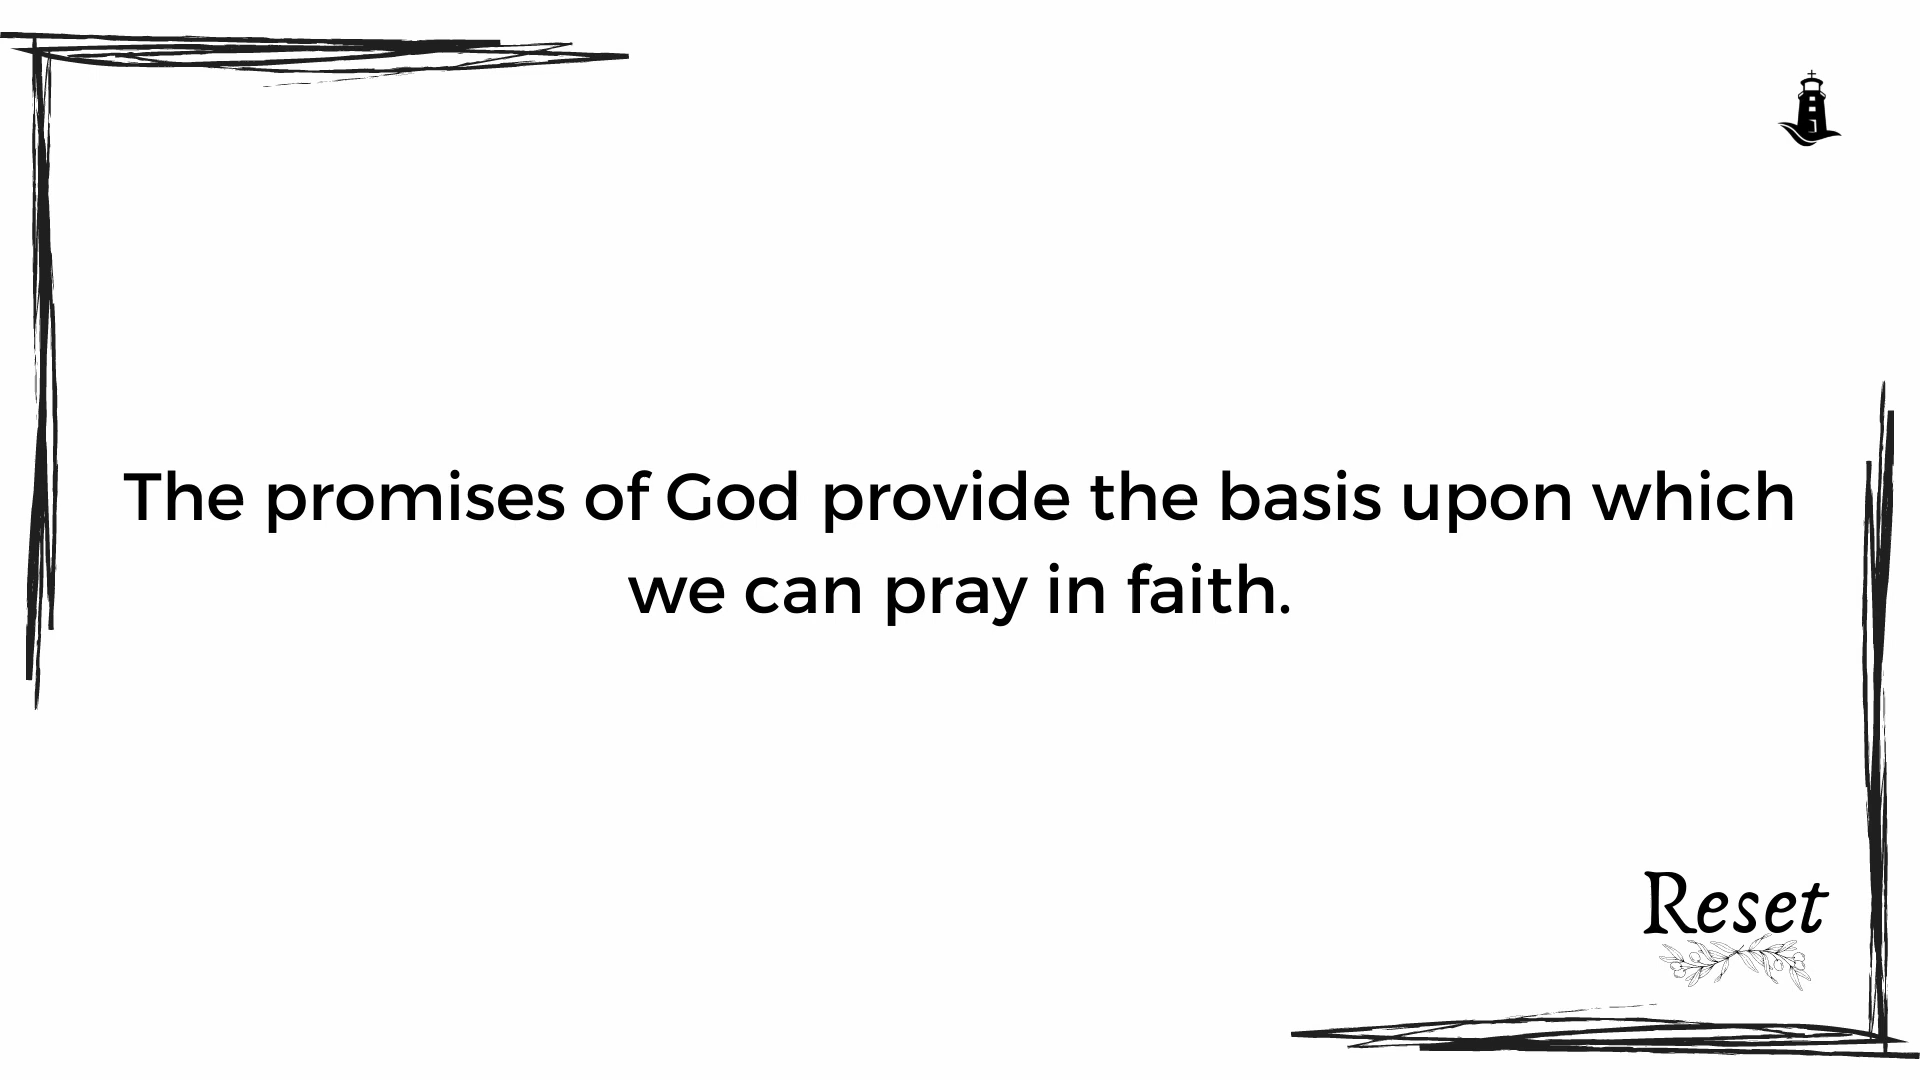 The promises of God provide the basis upon which
we can pray in faith.
Reset